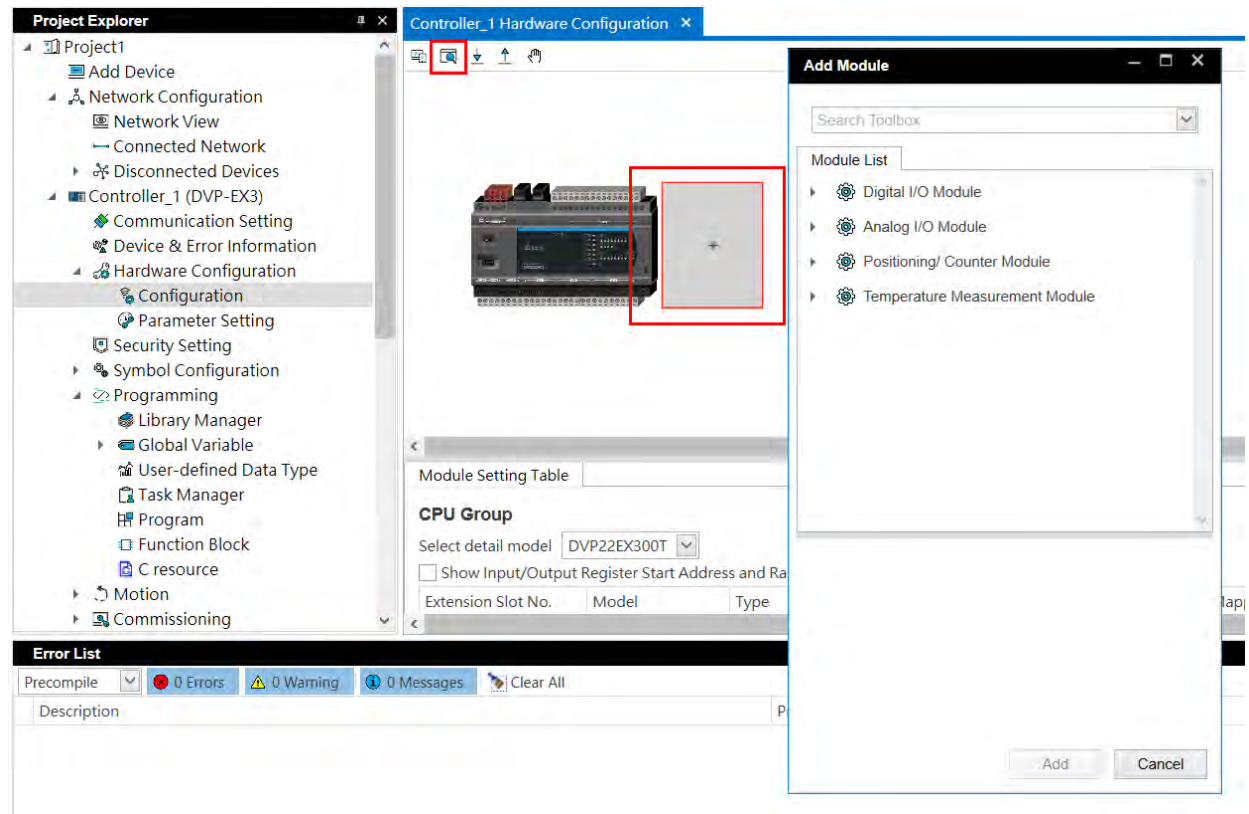 Project Explorer
Project1
Add Device
Network Configuration
Network View
Connected Network
Disconnected Devices
Controller_1 (DVP-EX3)
Communication Setting
Device & Error Information
Hardware Configuration
Configuration
Parameter Setting
Security Setting
Symbol Configuration
Programming
Library Manager
Global Variable
User-defined Data Type
Task Manager
Program
Function Block
C resource
Motion
Commissioning
Controller_1 Hardware Configuration
Module Setting Table
CPU Group
Select detail model DVP22EX300T
Show Input/Output Register Start Address and Ra
Extension Slot No. Model Type
Add Module
Search Toolbox
Module List
Digital I/O Module
Analog I/O Module
Positioning/ Counter Module
Temperature Measurement Module
Add Cancel
Error List
Precompile 0 Errors 0 Warning 0 Messages Clear All
Description